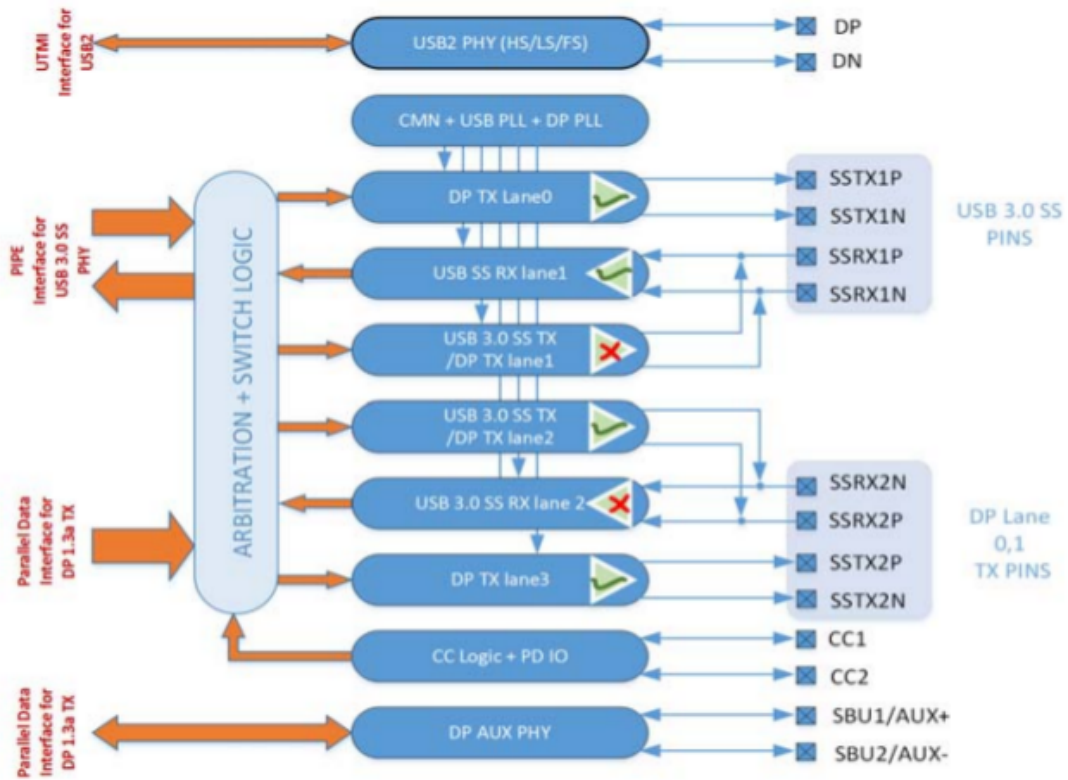 UTMI
Interface for
USB2
USB2 PHY (HS/LS/FS)
DP
DN
CMN + USB PLL + DP PLL
PIPE
Interface for
USB 3.0 SS
PHY
ARBITRATION + SWITCH LOGIC
DP TX Lane0
SSTX1P
SSTX1N
USB SS RX lane1
SSRX1P
SSRX1N
USB 3.0 SS
PINS
USB 3.0 SS TX
/DP TX lane1
USB 3.0 SS TX
/DP TX lane2
Parallel Data
Interface for
DP 1.3a TX
USB 3.0 SS RX lane 2
SSRX2N
SSRX2P
DP TX lane3
SSTX2P
SSTX2N
DP Lane
0,1
TX PINS
CC Logic + PD IO
CC1
CC2
Parallel Data
Interface for
DP 1.3a TX
DP AUX PHY
SBU1/AUX+
SBU2/AUX-